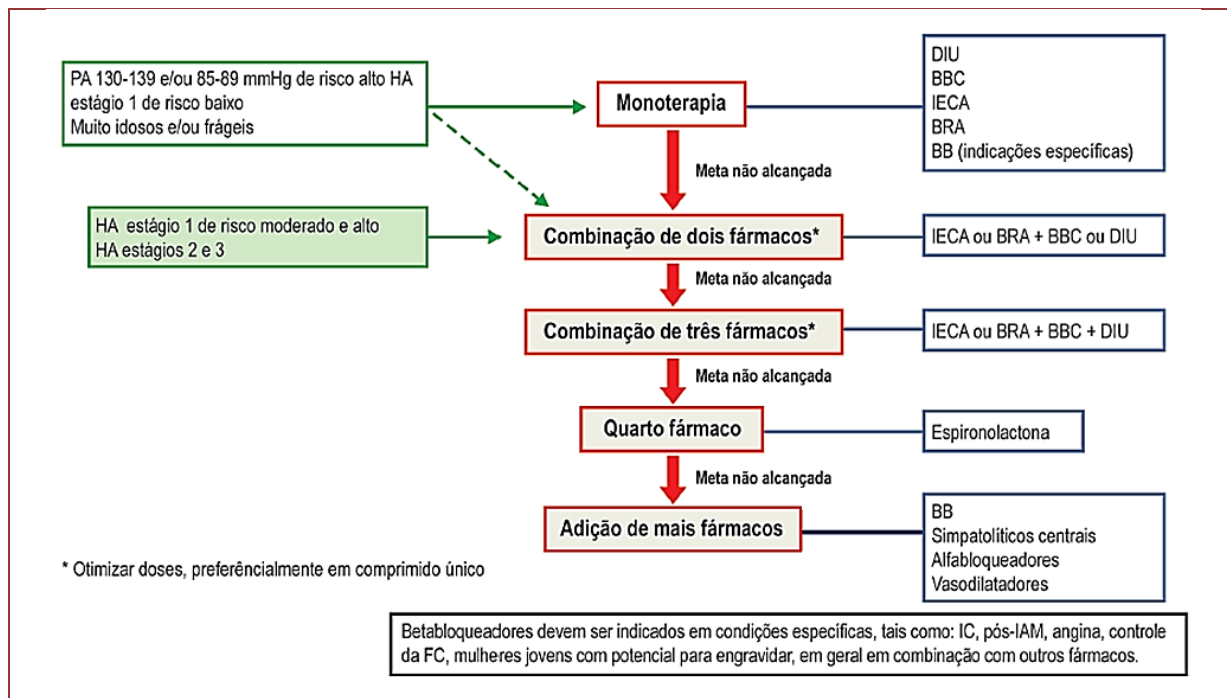 PA 130-139 e/ou 85-89 mmHg de risco alto HA
estágio 1 de risco baixo
Muito idosos e/ou frágeis
Monoterapia
DIU
BBC
IECA
BRA
BB (indicações específicas)
Meta não alcançada
HA estágio 1 de risco moderado e alto
HA estágios 2 e 3
Combinação de dois fármacos*
IECA ou BRA + BBC ou DIU
Meta não alcançada
Combinação de três fármacos*
IECA ou BRA + BBC + DIU
Meta não alcançada
Quarto fármaco
Espironolactona
Meta não alcançada
Adição de mais fármacos
BB
Simpatolíticos centrais
Alfabloqueadores
Vasodilatadores
* Otimizar doses, preferêncialmente em comprimido único
Betabloqueadores devem ser indicados em condições específicas, tais como: IC, pós-IAM, angina, controle
da FC, mulheres jovens com potencial para engravidar, em geral em combinação com outros fármacos.